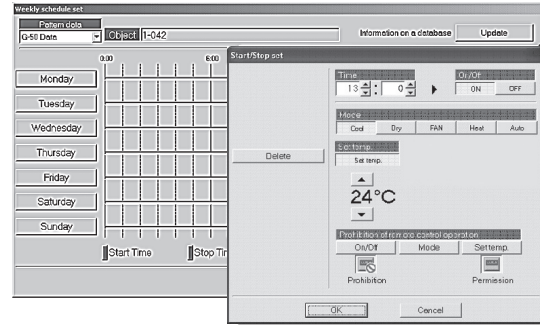 Weekly schedule set
Pattern data
G-50 Data
Object 1-042
Information on a database
Update
0:00 6:00
Monday
Tuesday
Wednesday
Thursday
Friday
Saturday
Sunday
Start Time Stop Tim
Start/Stop set
Time On/Off
13 : 0 ON OFF
Mode
Cool Dry FAN Heat Auto
Delete
Set temp.
Set temp.
24°C
Prohibition of remote control operation
On/Off Mode Set temp.
Prohibition Permission
OK Cancel